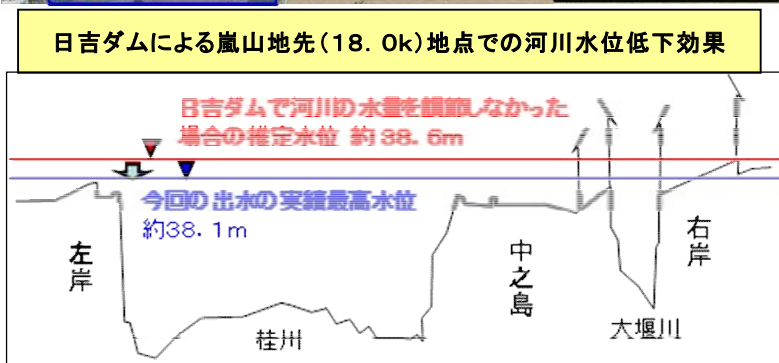 日吉ダムによる嵐山地先(18.0k)地点での河川水位低下効果
日吉ダムで河川の水量を調節しなかった
場合の推定水位 約38.6m
今回の出水の実績最高水位
約38.1m
左岸
桂川
中之島
大堰川
右岸